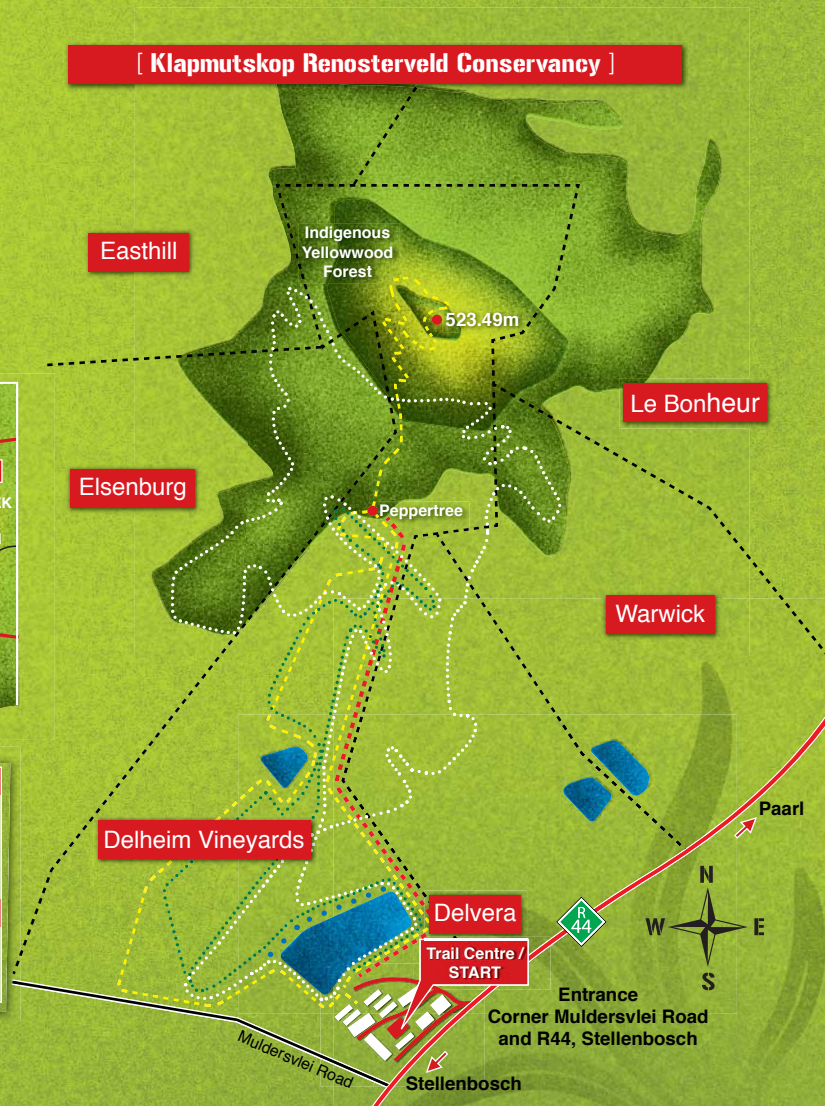 [ Klapmutskop Renosterveld Conservancy ]
Easthill
Indigenous
Yellowwood
Forest
523.49m
Le Bonheur
Elsenburg
Peppertree
Warwick
Paarl
Delheim Vineyards
Delvera
R
44
N
W
E
S
Trail Centre /
START
Entrance
Corner Muldersvlei Road
and R44, Stellenbosch
Muldersvlei Road
Stellenbosch